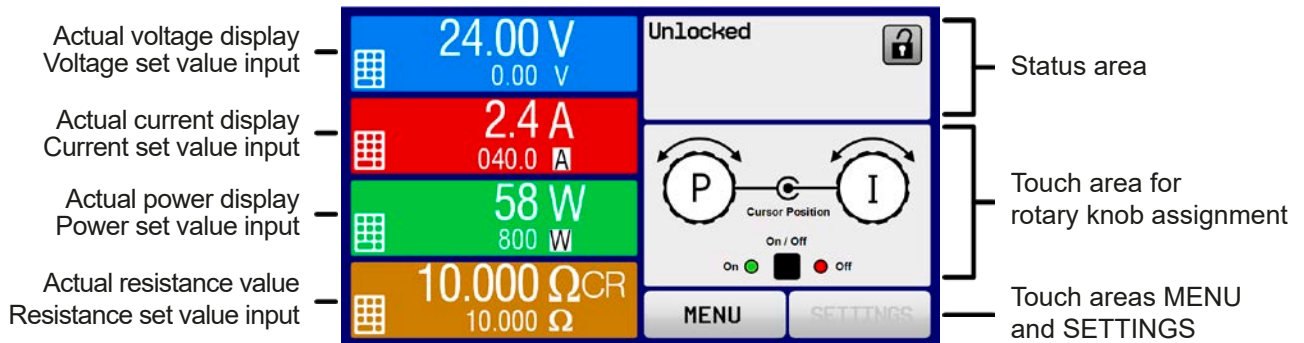 Actual voltage display
Voltage set value input
Actual current display
Current set value input
Actual power display
Power set value input
Actual resistance value
Resistance set value input
24.00 V
0.00 V
2.4 A
040.0 A
58 W
800 W
10.000 ΩCR
10.000 Ω
Unlocked
P
I
Cursor Position
On / Off
On
Off
MENU
SETTINGS
Status area
Touch area for
rotary knob assignment
Touch areas MENU
and SETTINGS